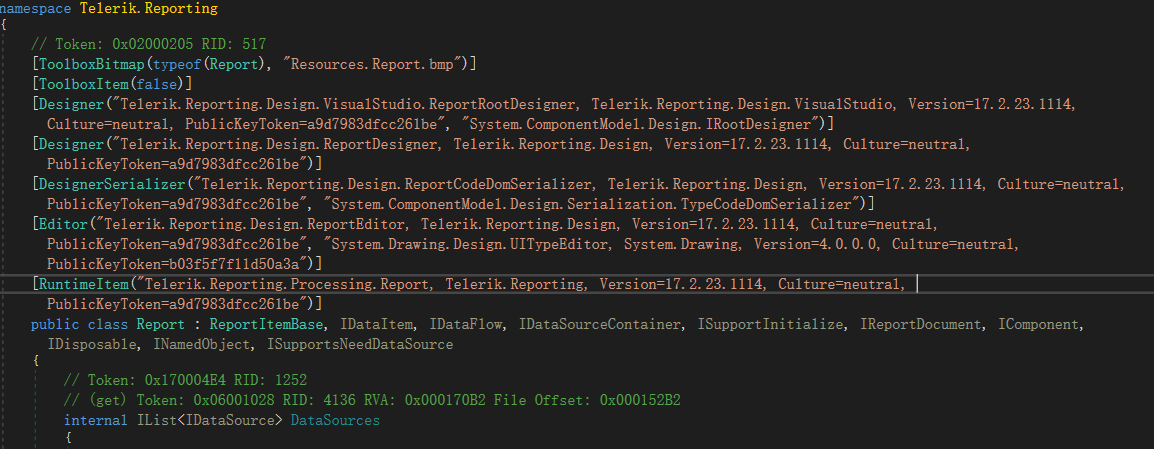 namespace Telerik.Reporting
{
// Token: 0x02000205 RID: 517
[ToolboxBitmap(typeof(Report), "Resources.Report.bmp")]
[ToolboxItem(false)]
[Designer("Telerik.Reporting.Design.VisualStudio.ReportRootDesigner, Telerik.Reporting.Design.VisualStudio, Version=17.2.23.1114,
Culture=neutral, PublicKeyToken=a9d7983dfcc261be", "System.ComponentModel.Design.IRootDesigner")]
[Designer("Telerik.Reporting.Design.ReportDesigner, Telerik.Reporting.Design, Version=17.2.23.1114, Culture=neutral,
PublicKeyToken=a9d7983dfcc261be")]
[DesignerSerializer("Telerik.Reporting.Design.ReportCodeDomSerializer, Telerik.Reporting.Design, Version=17.2.23.1114, Culture=neutral,
PublicKeyToken=a9d7983dfcc261be", "System.ComponentModel.Design.Serialization.TypeCodeDomSerializer")]
[Editor("Telerik.Reporting.Design.ReportEditor, Telerik.Reporting.Design, Version=17.2.23.1114, Culture=neutral,
PublicKeyToken=a9d7983dfcc261be", "System.Drawing.Design.UITypeEditor, System.Drawing, Version=4.0.0.0, Culture=neutral,
PublicKeyToken=b03f5f7f11d50a3a")]
[RuntimeItem("Telerik.Reporting.Processing.Report, Telerik.Reporting, Version=17.2.23.1114, Culture=neutral,
PublicKeyToken=a9d7983dfcc261be")]
public class Report : ReportItemBase, IDataItem, IDataFlow, IDataSourceContainer, ISupportInitialize, IReportDocument, IComponent,
IDisposable, INamedObject, ISupportsNeedDataSource
{
// Token: 0x170004E4 RID: 1252
// (get) Token: 0x06001028 RID: 4136 RVA: 0x000170B2 File Offset: 0x000152B2
internal IList<IDataSource> DataSources
{